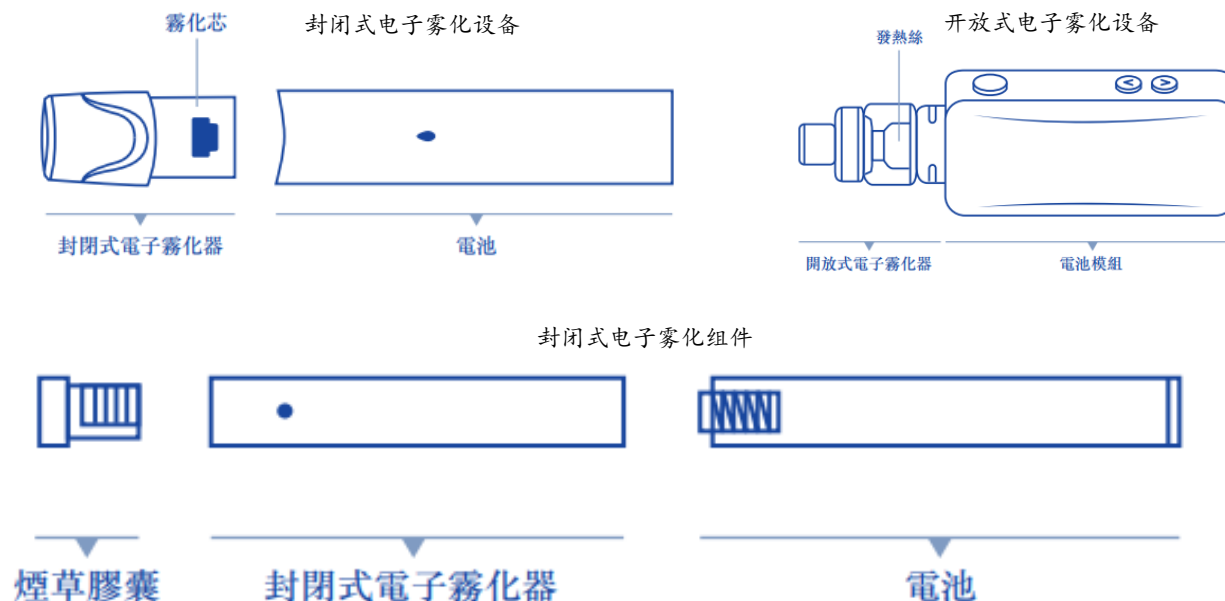 封闭式电子雾化设备
霧化芯
封閉式電子霧化器
電池
开放式电子雾化设备
發熱絲
開放式電子霧化器
電池模組
封闭式电子雾化组件
煙草膠囊
封閉式電子霧化器
電池